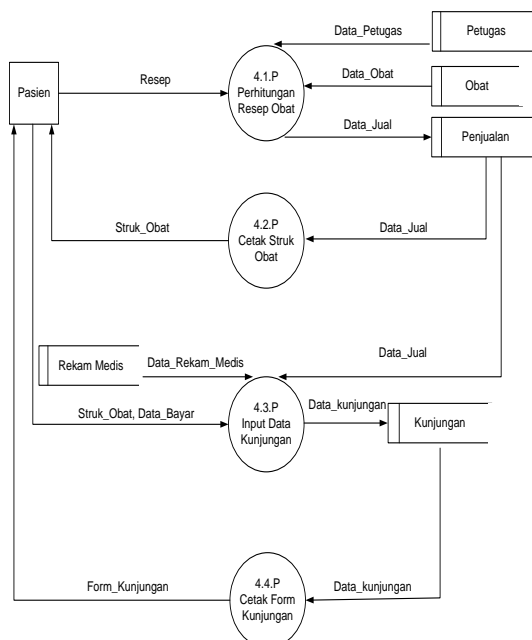 Data_Petugas
Petugas
Pasien
Resep
4.1.P
Perhitungan
Resep Obat
Data_Obat
Obat
Data_Jual
Penjualan
Struk_Obat
4.2.P
Cetak Struk
Obat
Data_Jual
Rekam Medis
Data_Rekam_Medis
Data_Jual
Struk_Obat, Data_Bayar
4.3.P
Input Data
Kunjungan
Data_kunjungan
Kunjungan
Form_Kunjungan
4.4.P
Cetak Form
Kunjungan
Data_kunjungan